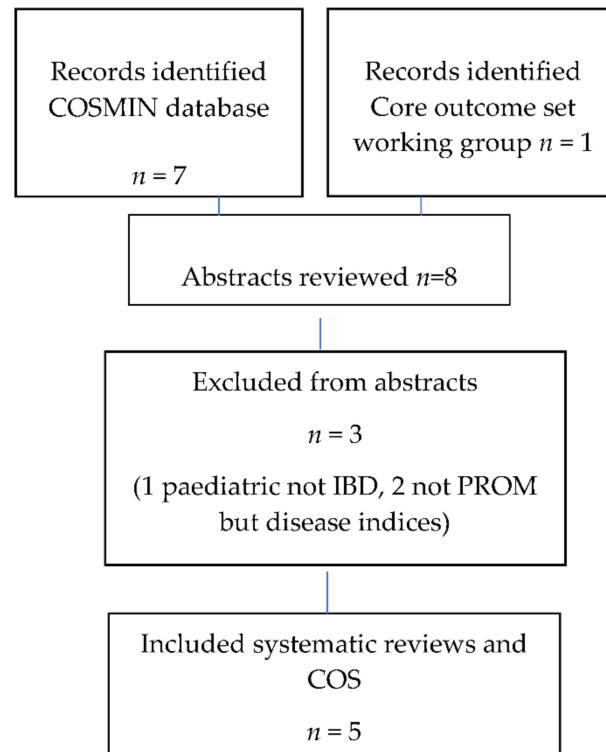 Records identified
COSMIN database
n = 7
Records identified
Core outcome set
working group n = 1
Abstracts reviewed n=8
Excluded from abstracts
n = 3
(1 paediatric not IBD, 2 not PROM
but disease indices)
Included systematic reviews and
COS
n = 5